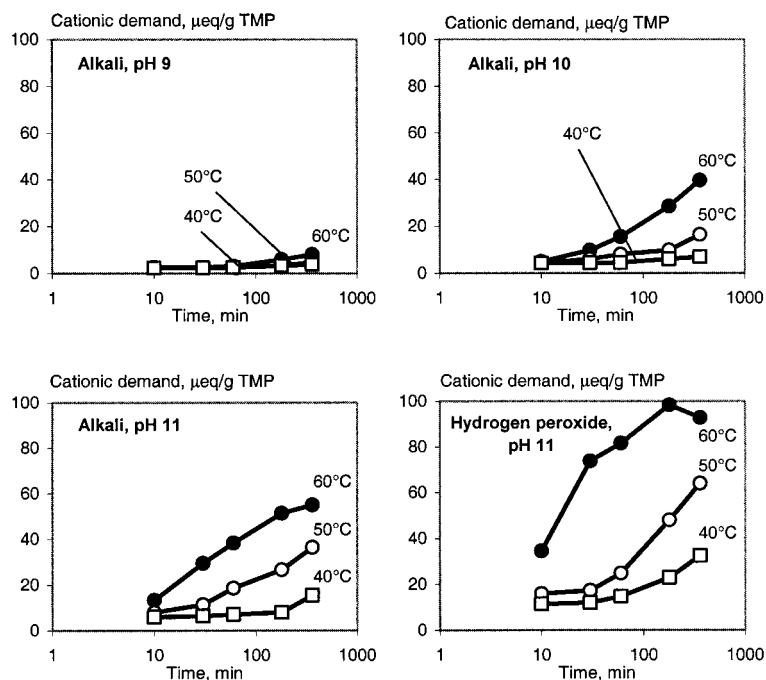 Cationic demand, µeq/g TMP
100
80
60
40
20
0
Alkali, pH 9
50°C
40°C
60°C
1
10
100
1000
Time, min
Cationic demand, µeq/g TMP
100
80
60
40
20
0
Alkali, pH 10
40°C
60°C
50°C
1
10
100
1000
Time, min
Cationic demand, µeq/g TMP
100
80
60
40
20
0
Alkali, pH 11
60°C
50°C
40°C
1
10
100
1000
Time, min
Cationic demand, µeq/g TMP
100
80
60
40
20
0
Hydrogen peroxide,
pH 11
60°C
50°C
40°C
1
10
100
1000
Time, min